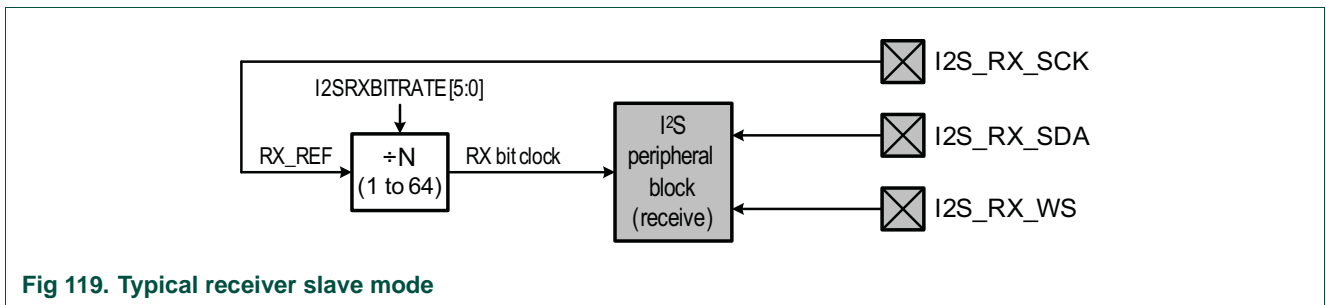 I2S_RX_SCK
I2SRXBITRATE[5:0]
RX_REF
÷N
(1 to 64)
RX bit clock
I²S
peripheral
block
(receive)
I2S_RX_SDA
I2S_RX_WS
Fig 119. Typical receiver slave mode